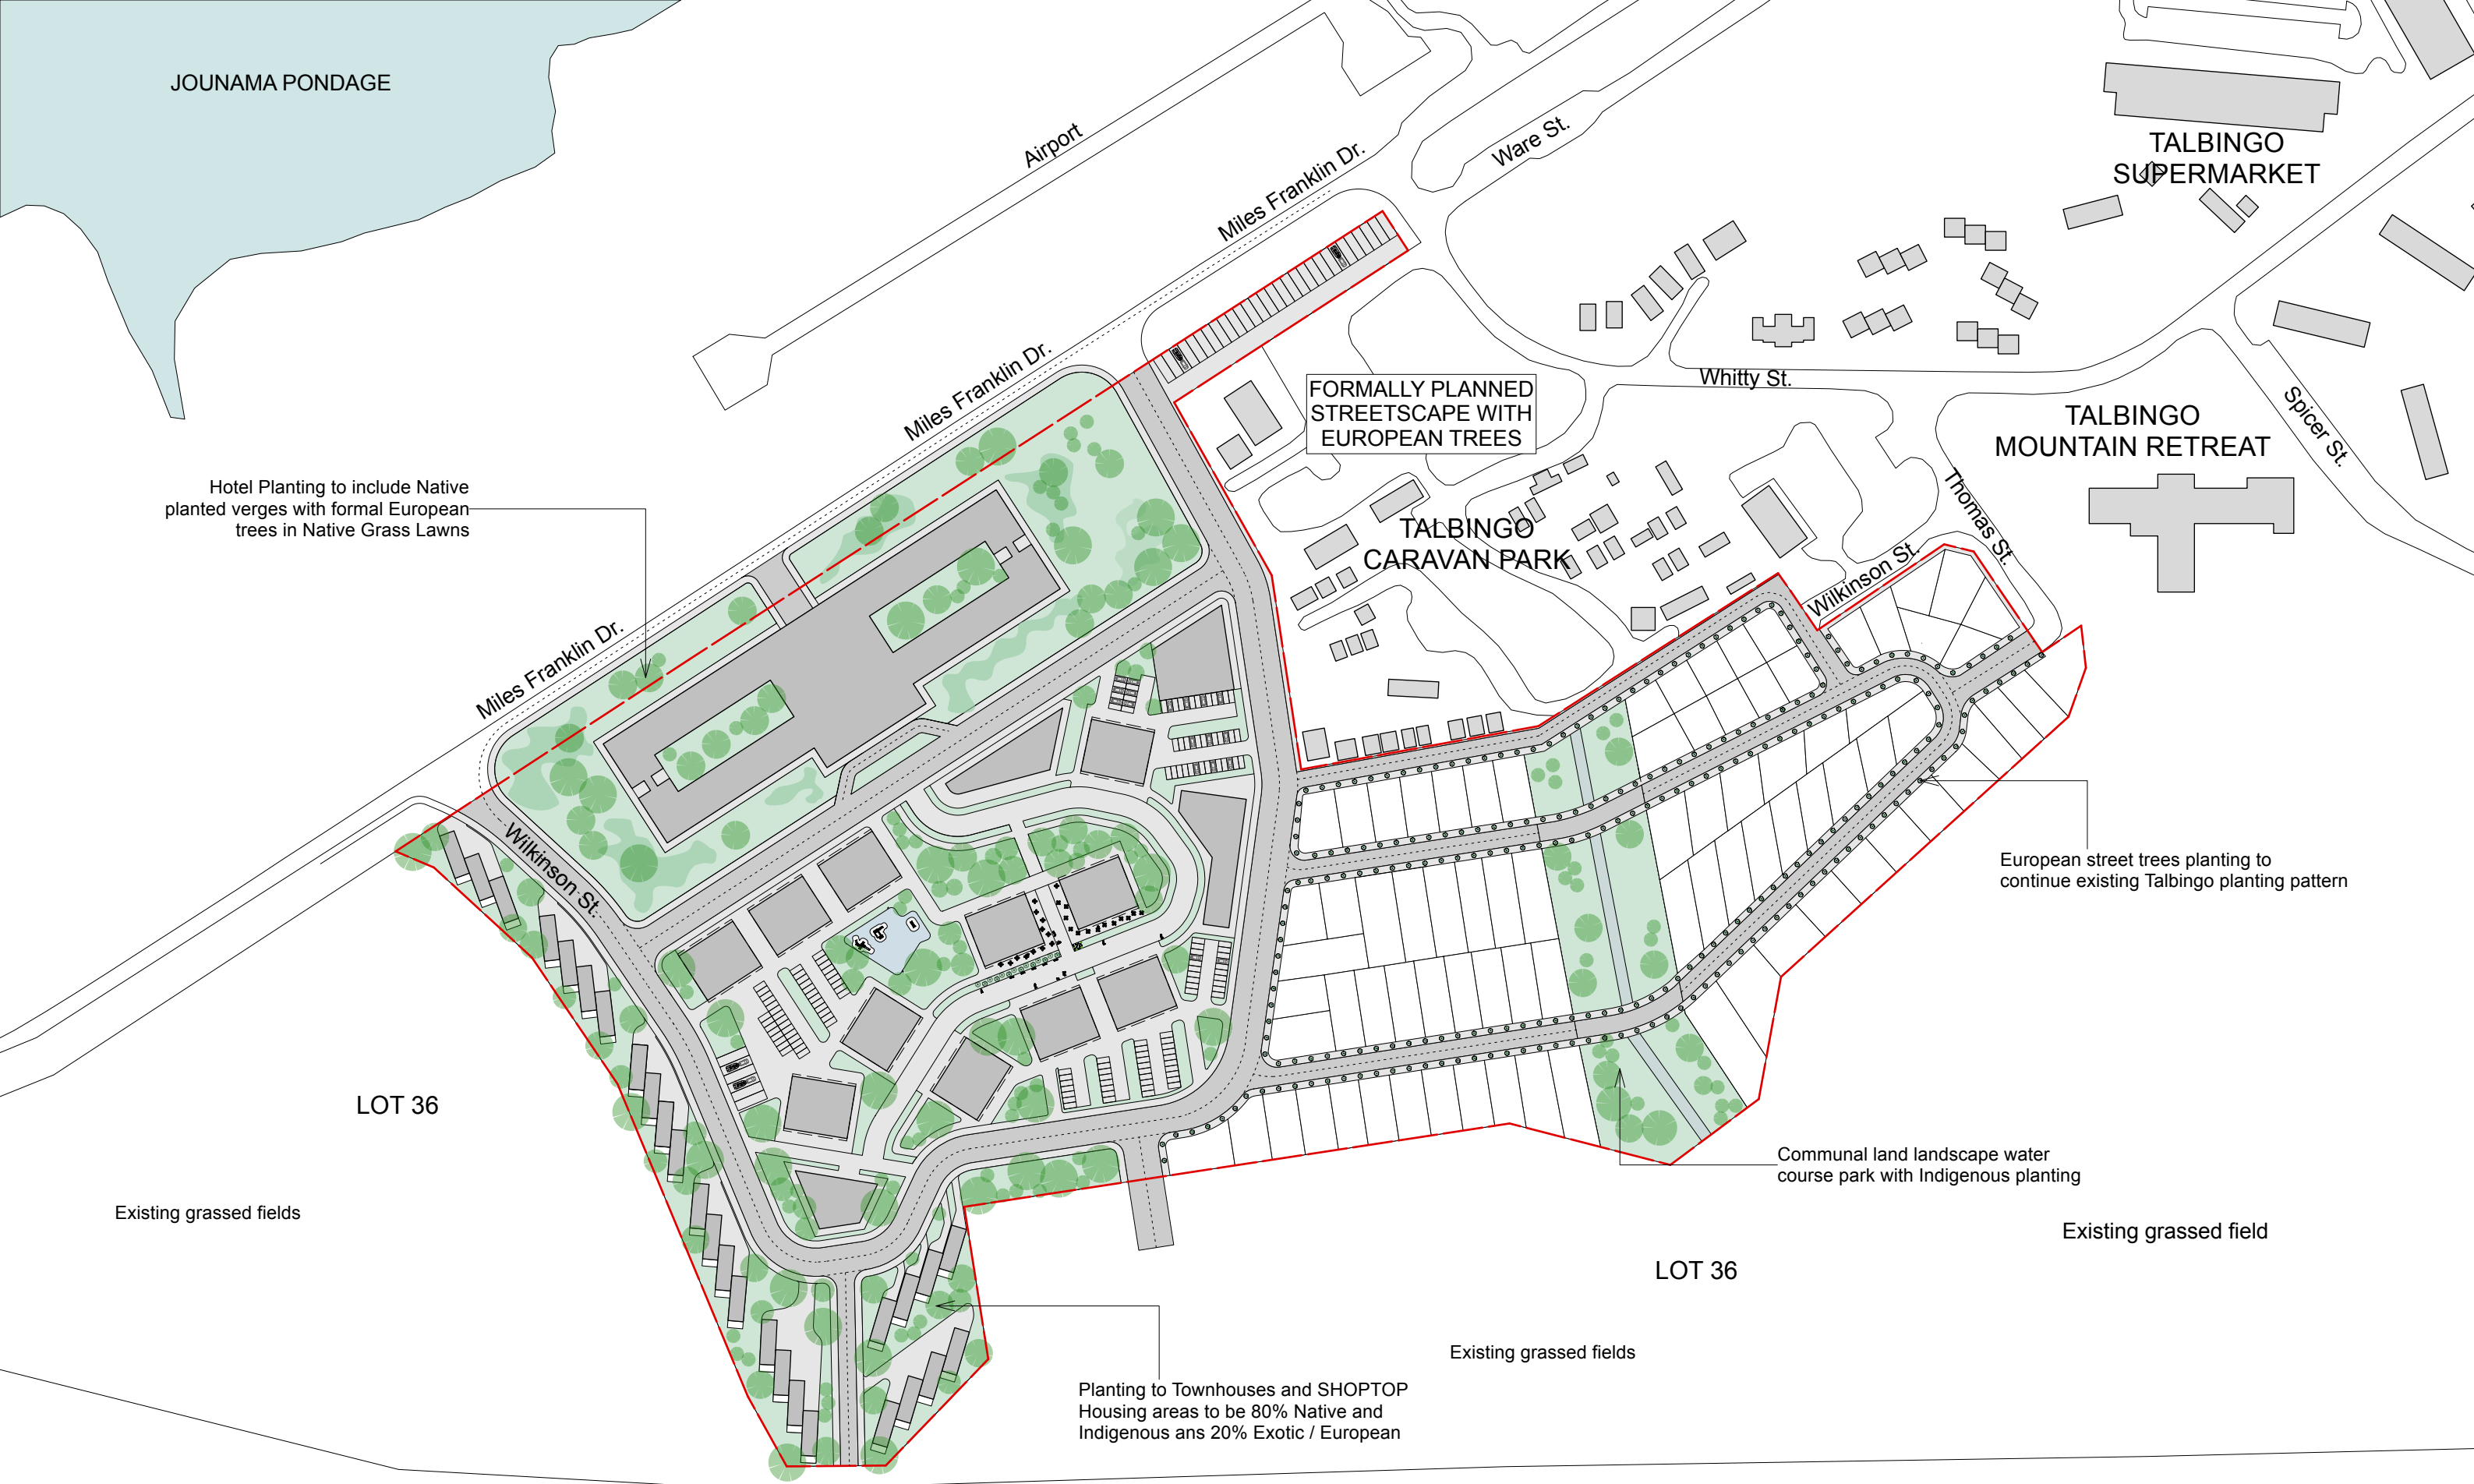 JOUNAMA PONDAGE
Airport
Ware St.
Miles Franklin Dr.
TALBINGO
SUPERMARKET
Miles Franklin Dr.
Whitty St.
FORMALLY PLANNED
STREETSCAPE WITH
EUROPEAN TREES
Spicer St.
TALBINGO
MOUNTAIN RETREAT
Hotel Planting to include Native
planted verges with formal European
trees in Native Grass Lawns
TALBINGO
CARAVAN PARK
Thomas St.
Wilkinson St.
Miles Franklin Dr.
Wilkinson St.
European street trees planting to
continue existing Talbingo planting pattern
LOT 36
Communal land landscape water
course park with Indigenous planting
Existing grassed fields
Existing grassed field
LOT 36
Existing grassed fields
Planting to Townhouses and SHOPTOP
Housing areas to be 80% Native and
Indigenous ans 20% Exotic / European